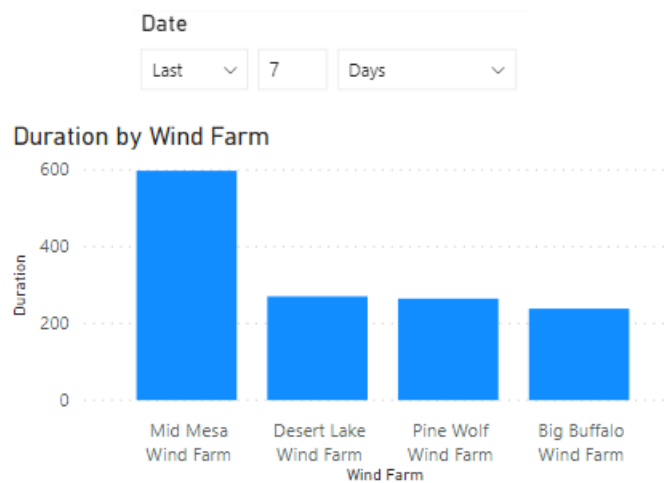 Date
Last 7 Days
Duration by Wind Farm
600
400
200
0
Duration
Mid Mesa Wind Farm
Desert Lake Wind Farm
Pine Wolf Wind Farm
Big Buffalo Wind Farm
Wind Farm